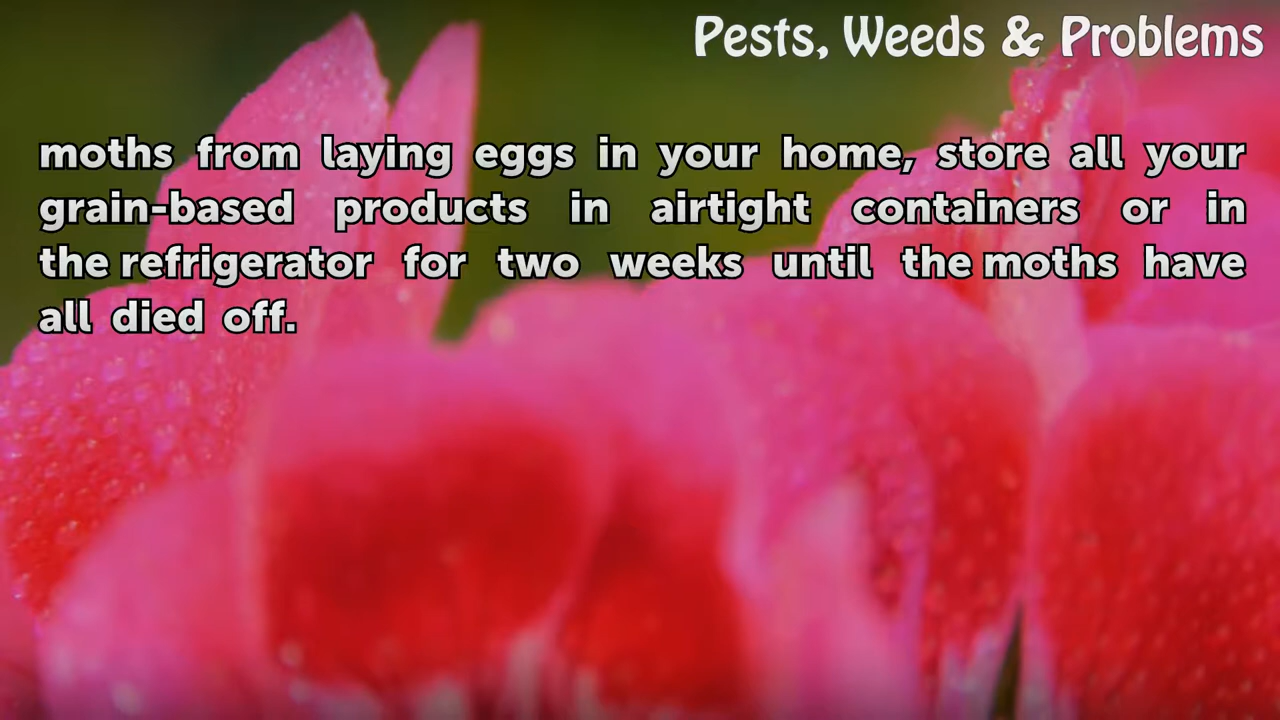 Pests, Weeds & Problems
moths from laying eggs in your home, store all your
grain-based products in airtight containers or in
the refrigerator for two weeks until the moths have
all died off.